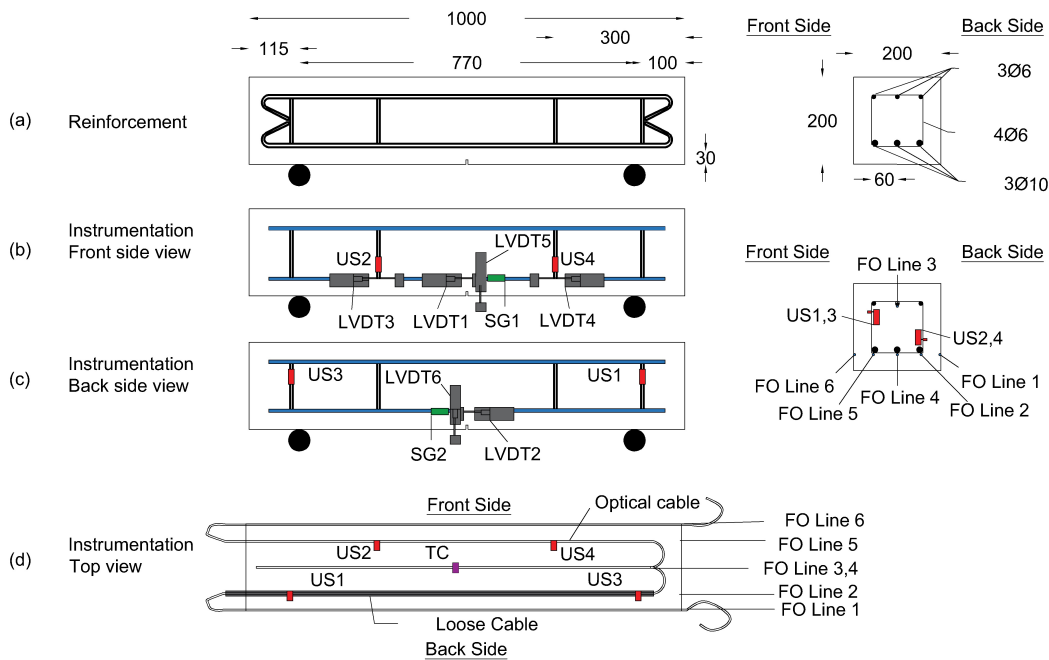 1000
300
115
770
100
Front Side
Back Side
200
3Ø6
(a)
Reinforcement
200
4Ø6
30
60
3Ø10
(b)
Instrumentation
Front side view
LVDT5
US2
US4
LVDT3
LVDT1
SG1
LVDT4
Front Side
Back Side
FO Line 3
US1,3
US2,4
FO Line 6
FO Line 1
FO Line 5
FO Line 4
FO Line 2
(c)
Instrumentation
Back side view
US3
LVDT6
US1
SG2
LVDT2
(d)
Instrumentation
Top view
Front Side
Optical cable
FO Line 6
FO Line 5
US2
TC
US4
FO Line 3,4
US1
US3
FO Line 2
FO Line 1
Loose Cable
Back Side